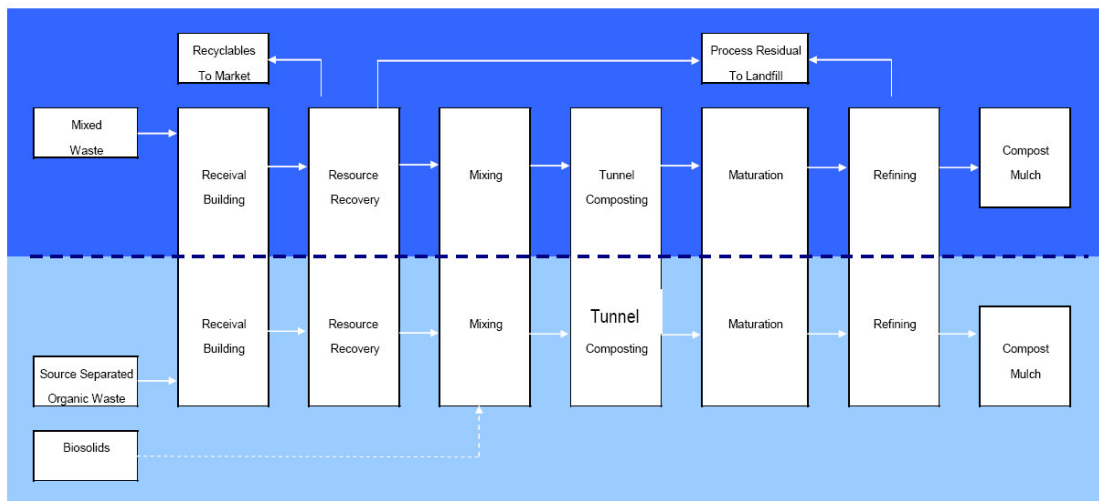 Recyclables
To Market
Process Residual
To Landfill
Mixed
Waste
Receival
Building
Resource
Recovery
Mixing
Tunnel
Composting
Maturation
Refining
Compost
Mulch
Receival
Building
Resource
Recovery
Mixing
Tunnel
Composting
Maturation
Refining
Compost
Mulch
Source Separated
Organic Waste
Biosolids